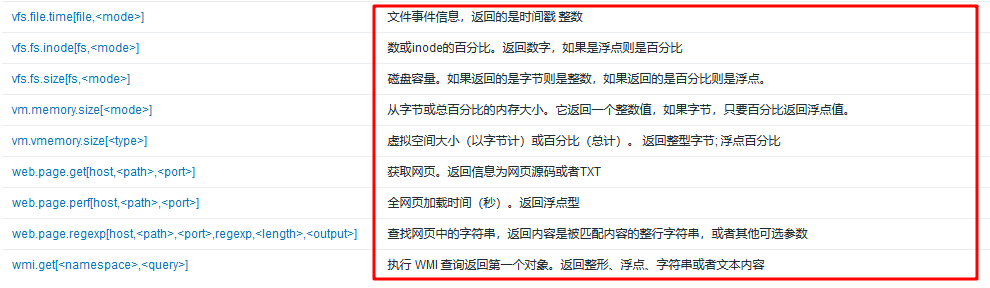 vfs.file.time[file,<mode>] 文件事件信息，返回的是时间戳 整数
vfs.fs.inode[fs,<mode>] 数或inode的百分比。返回数字，如果是浮点则是百分比
vfs.fs.size[fs,<mode>] 磁盘容量。如果返回的是字节则是整数，如果返回的是百分比则是浮点。
vm.memory.size[<mode>] 从字节或总百分比的内存大小。它返回一个整数值，如果字节，只要百分比返回浮点值。
vm.vmemory.size[<type>] 虚拟空间大小（以字节计）或百分比（总计）。 返回整型字节; 浮点百分比
web.page.get[host,<path>,<port>] 获取网页。返回信息为网页源码或者TXT
web.page.perf[host,<path>,<port>] 全网页加载时间（秒）。返回浮点型
web.page.regexp[host,<path>,<port>,regexp,<length>,<output>] 查找网页中的字符串，返回内容是被匹配内容的整行字符串，或者其他可选参数
wmi.get[<namespace>,<query>] 执行 WMI 查询返回第一个对象。返回整形、浮点、字符串或者文本内容